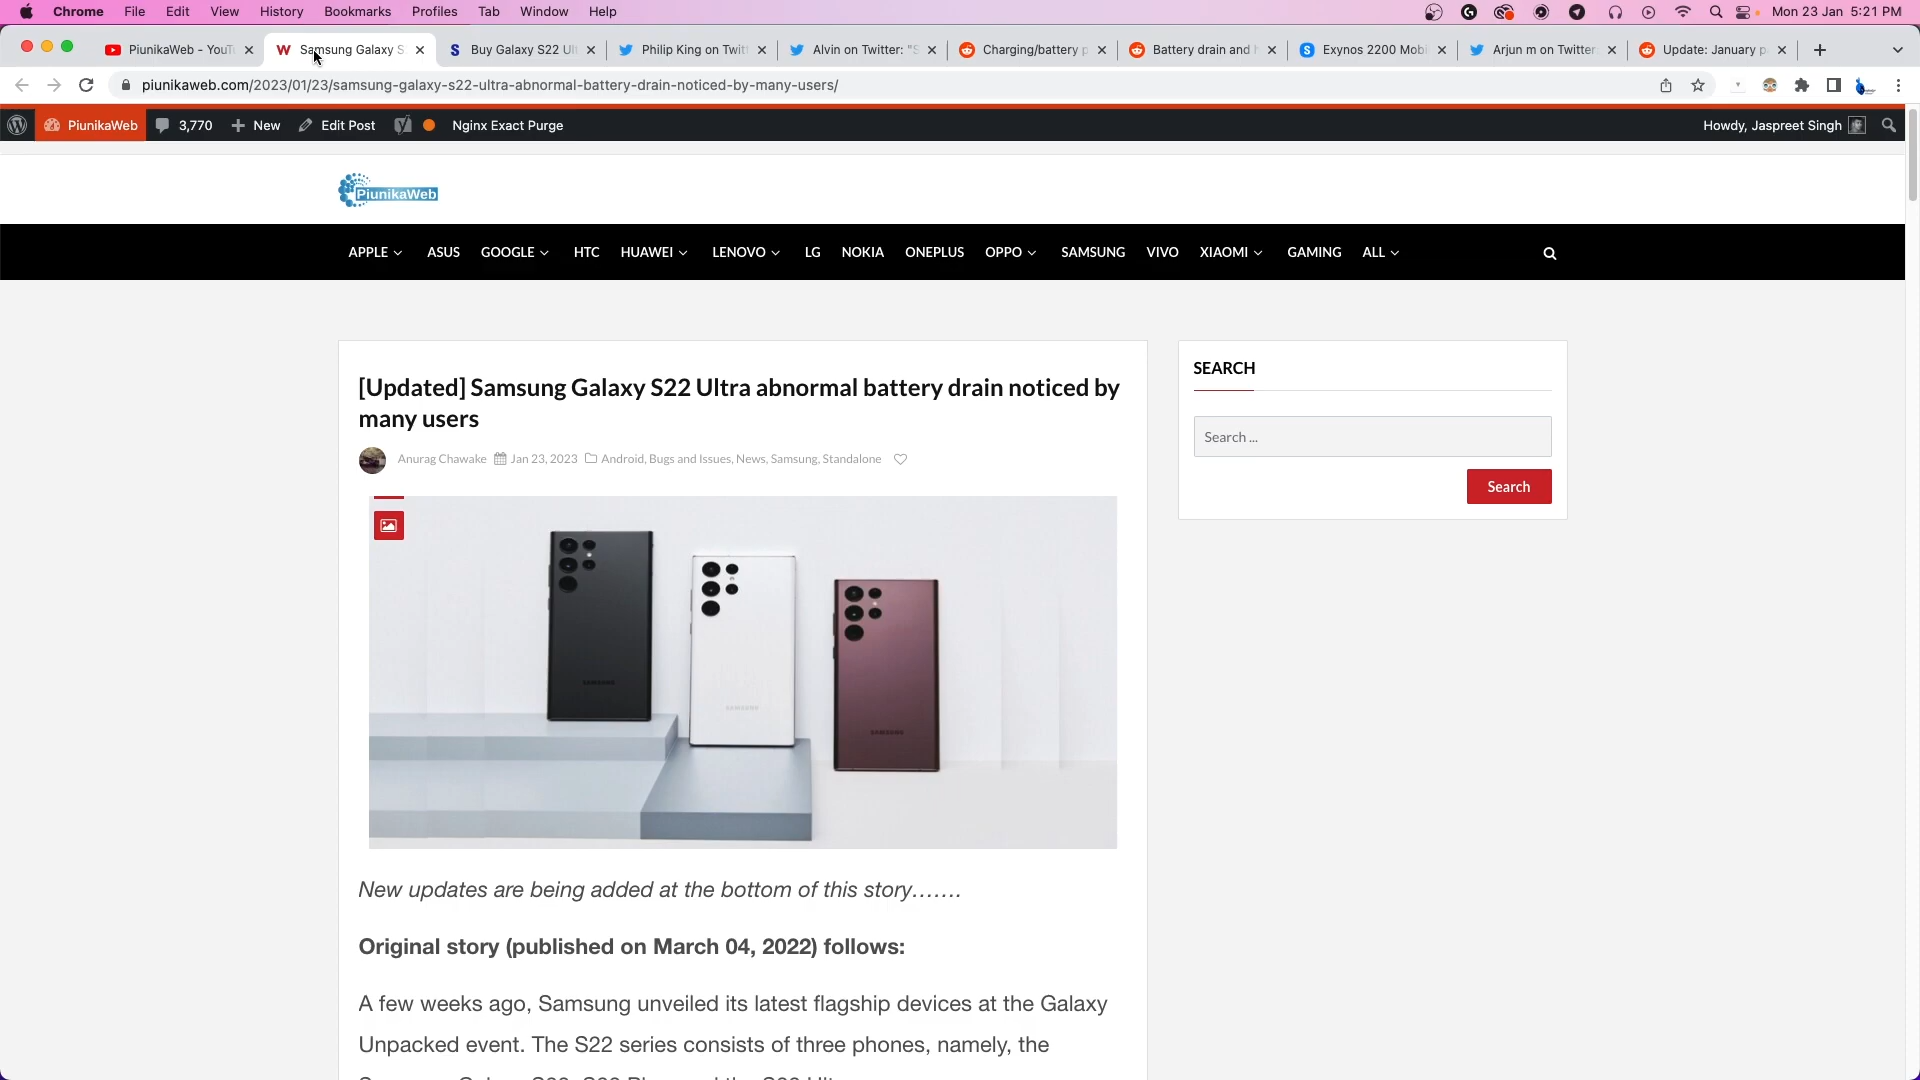 Chrome File Edit View History Bookmarks Profiles Tab Window Help Mon 23 Jan 5:21 PM
PiunikaWeb - YouT Samsung Galaxy S Buy Galaxy S22 Ul Philip King on Twitt Alvin on Twitter: "S Charging/battery p Battery drain and Exynos 2200 Mobi Arjun m on Twitter Update: January p
piunikaweb.com/2023/01/23/samsung-galaxy-s22-ultra-abnormal-battery-drain-noticed-by-many-users/
PiunikaWeb 3,770 New Edit Post Nginx Exact Purge Howdy, Jaspreet Singh
PiunikaWeb
APPLE ASUS GOOGLE HTC HUAWEI LENOVO LG NOKIA ONEPLUS OPPO SAMSUNG VIVO XIAOMI GAMING ALL
[Updated] Samsung Galaxy S22 Ultra abnormal battery drain noticed by
many users
Anurag Chawake Jan 23, 2023 Android, Bugs and Issues, News, Samsung, Standalone
SAMSUNG
SAMSUNG
SAMSUNG
New updates are being added at the bottom of this story…….
Original story (published on March 04, 2022) follows:
A few weeks ago, Samsung unveiled its latest flagship devices at the Galaxy
Unpacked event. The S22 series consists of three phones, namely, the
SEARCH
Search ...
Search